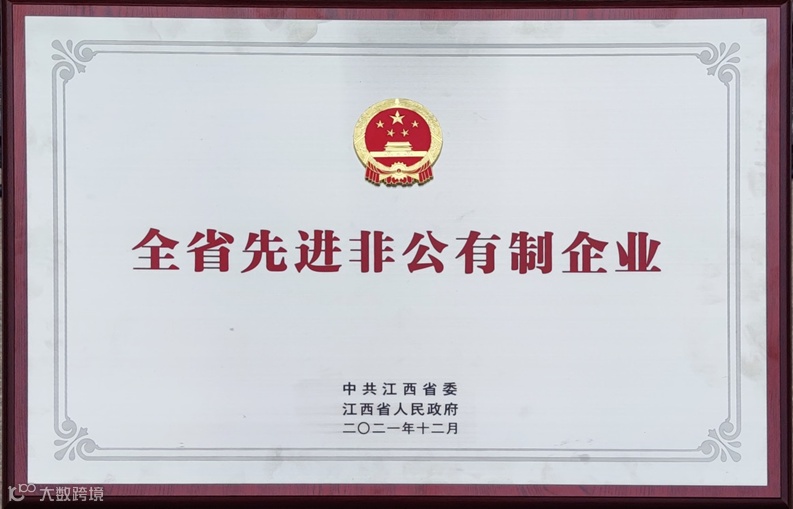 全省先进非公有制企业
中共江西省委
江西省人民政府
二〇二一年十二月
大数跨境